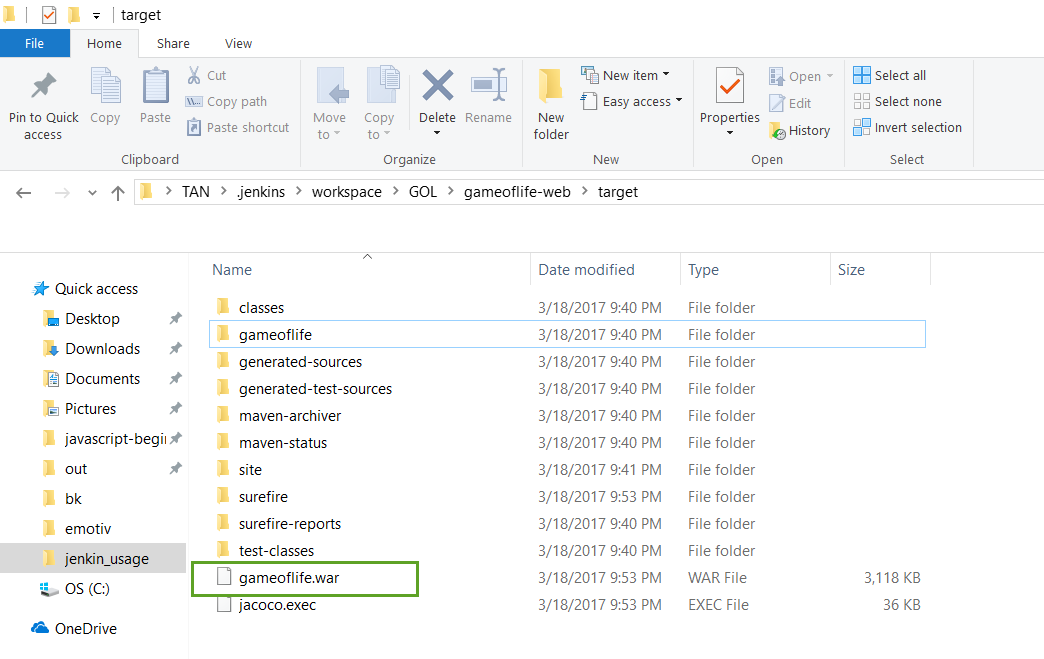 target
File Home Share View
Pin to Quick access
Copy
Paste
Cut
Copy path
Paste shortcut
Clipboard
Move to
Copy to
Delete
Rename
Organize
New folder
New item
Easy access
New
Properties
Open
Edit
History
Open
Select all
Select none
Invert selection
Select
TAN > .jenkins > workspace > GOL > gameoflife-web > target
Name Date modified Type Size
Quick access
Desktop
Downloads
Documents
Pictures
javascript-begi
out
bk
emotiv
jenkin_usage
OS (C:)
OneDrive
classes 3/18/2017 9:40 PM File folder
gameoflife 3/18/2017 9:40 PM File folder
generated-sources 3/18/2017 9:40 PM File folder
generated-test-sources 3/18/2017 9:40 PM File folder
maven-archiver 3/18/2017 9:40 PM File folder
maven-status 3/18/2017 9:40 PM File folder
site 3/18/2017 9:41 PM File folder
surefire 3/18/2017 9:53 PM File folder
surefire-reports 3/18/2017 9:40 PM File folder
test-classes 3/18/2017 9:40 PM File folder
gameoflife.war 3/18/2017 9:53 PM WAR File 3,118 KB
jacoco.exec 3/18/2017 9:53 PM EXEC File 36 KB